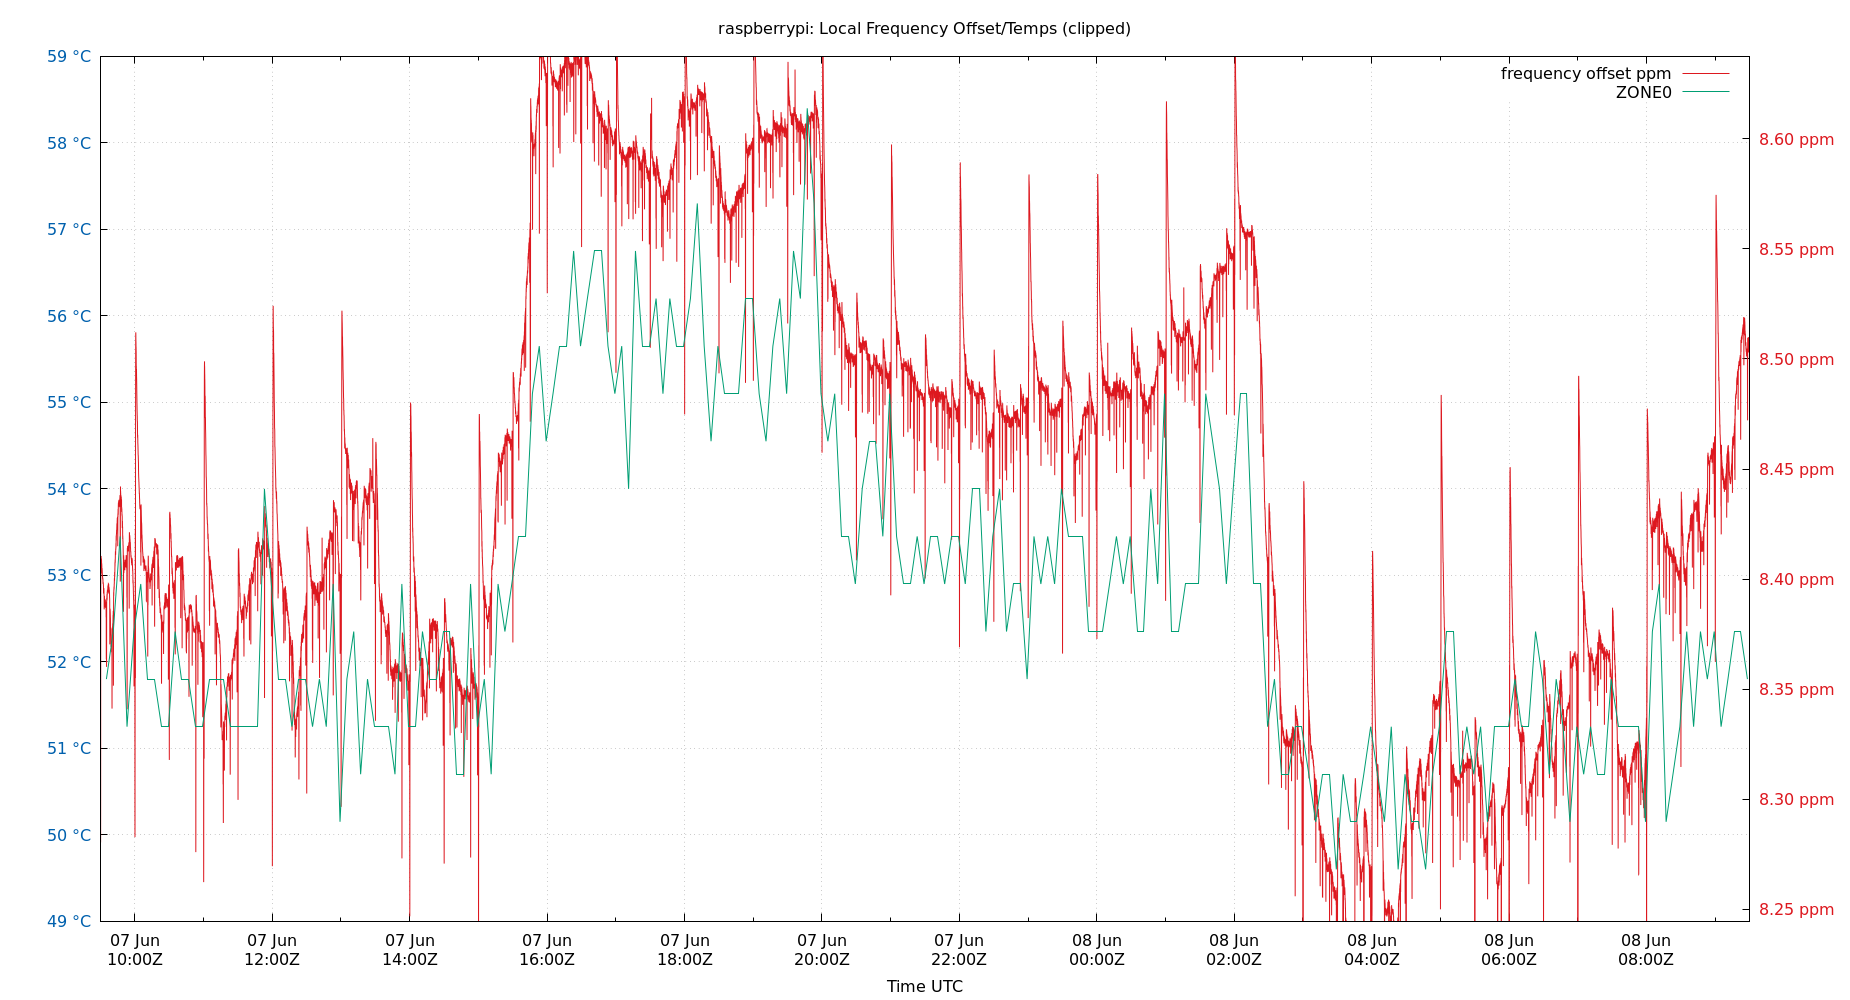 raspberrypi: Local Frequency Offset/Temps (clipped)
59 °C
58 °C
57 °C
56 °C
55 °C
54 °C
53 °C
52 °C
51 °C
50 °C
49 °C
frequency offset ppm
ZONE0
8.60 ppm
8.55 ppm
8.50 ppm
8.45 ppm
8.40 ppm
8.35 ppm
8.30 ppm
8.25 ppm
07 Jun 07 Jun 07 Jun 07 Jun 07 Jun 07 Jun 07 Jun 08 Jun 08 Jun 08 Jun 08 Jun 08 Jun
10:00Z 12:00Z 14:00Z 16:00Z 18:00Z 20:00Z 22:00Z 00:00Z 02:00Z 04:00Z 06:00Z 08:00Z
Time UTC